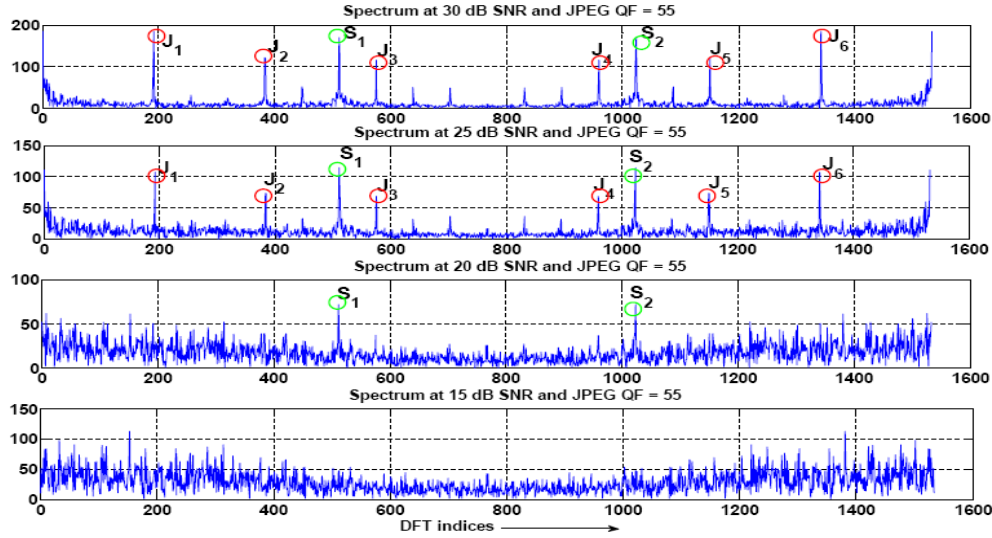 Spectrum at 30 dB SNR and JPEG QF = 55
200
100
0
J1 J2 S1 J3 J4 S2 J5 J6
0 200 400 600 800 1000 1200 1400 1600
Spectrum at 25 dB SNR and JPEG QF = 55
150
100
50
0
J1 J2 S1 J3 J4 S2 J5 J6
0 200 400 600 800 1000 1200 1400 1600
Spectrum at 20 dB SNR and JPEG QF = 55
100
50
0
S1 S2
0 200 400 600 800 1000 1200 1400 1600
Spectrum at 15 dB SNR and JPEG QF = 55
150
100
50
0
0 200 400 600 800 1000 1200 1400 1600
DFT indices